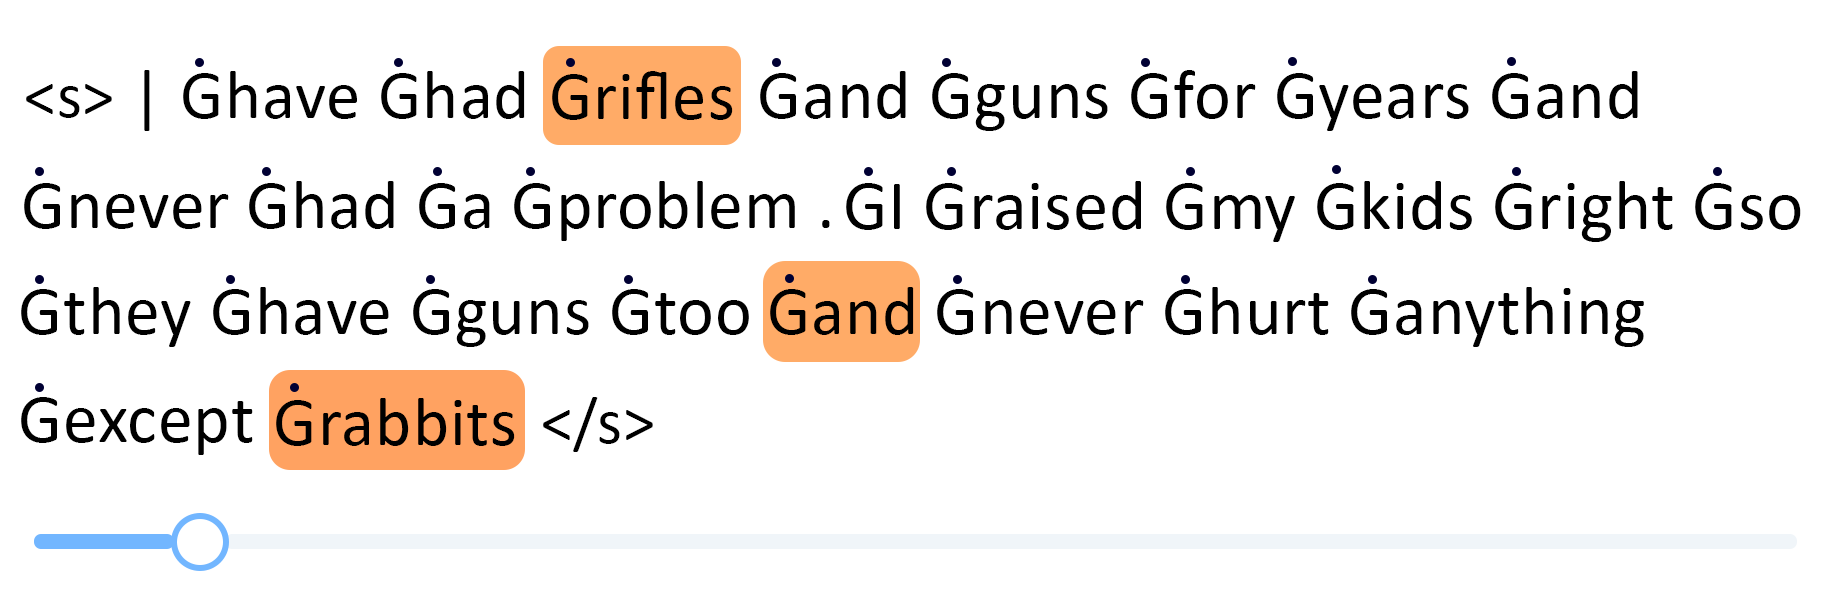 <s> | Ġhave Ġhad Ġrifles Ġand Ġguns Ġfor Ġyears Ġand
Ġnever Ġhad Ġa Ġproblem . ĠI Ġraised Ġmy Ġkids Ġright Ġso
Ġthey Ġhave Ġguns Ġtoo Ġand Ġnever Ġhurt Ġanything
Ġexcept Ġrabbits </s>